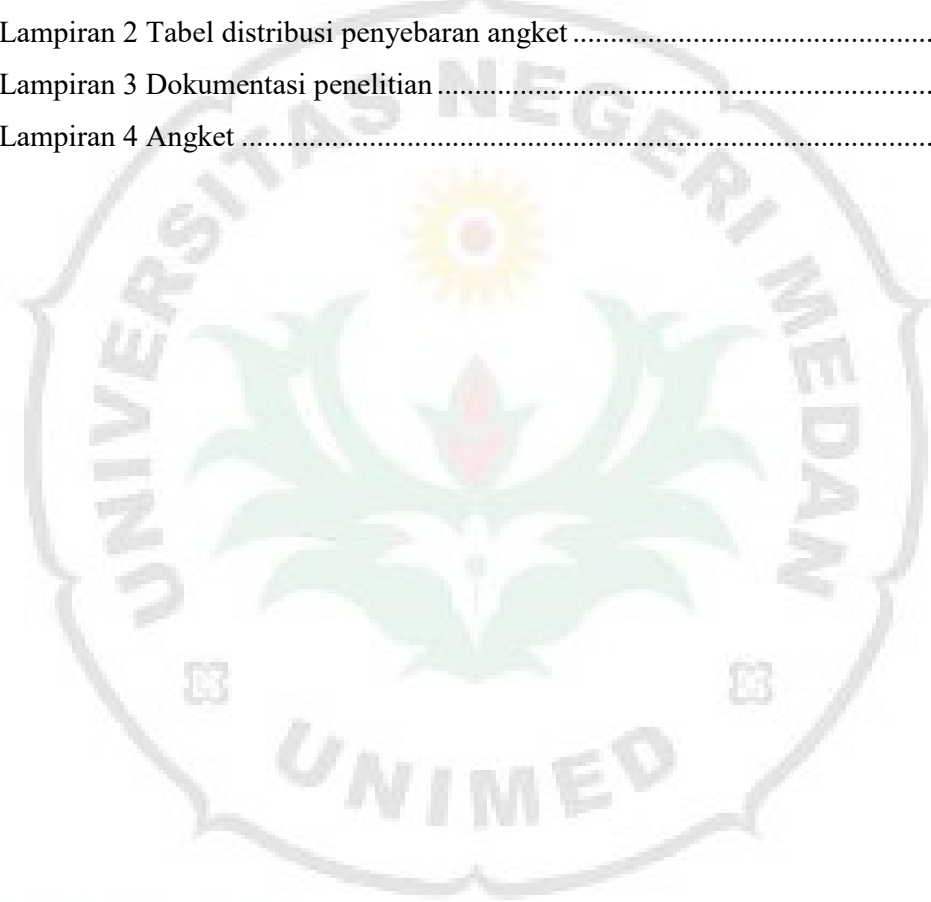 Lampiran 2 Tabel distribusi penyebaran angket ................................................
Lampiran 3 Dokumentasi penelitian ..................................................................
Lampiran 4 Angket ............................................................................................
UNIVERSITAS NEGERI MEDAN
UNIMED